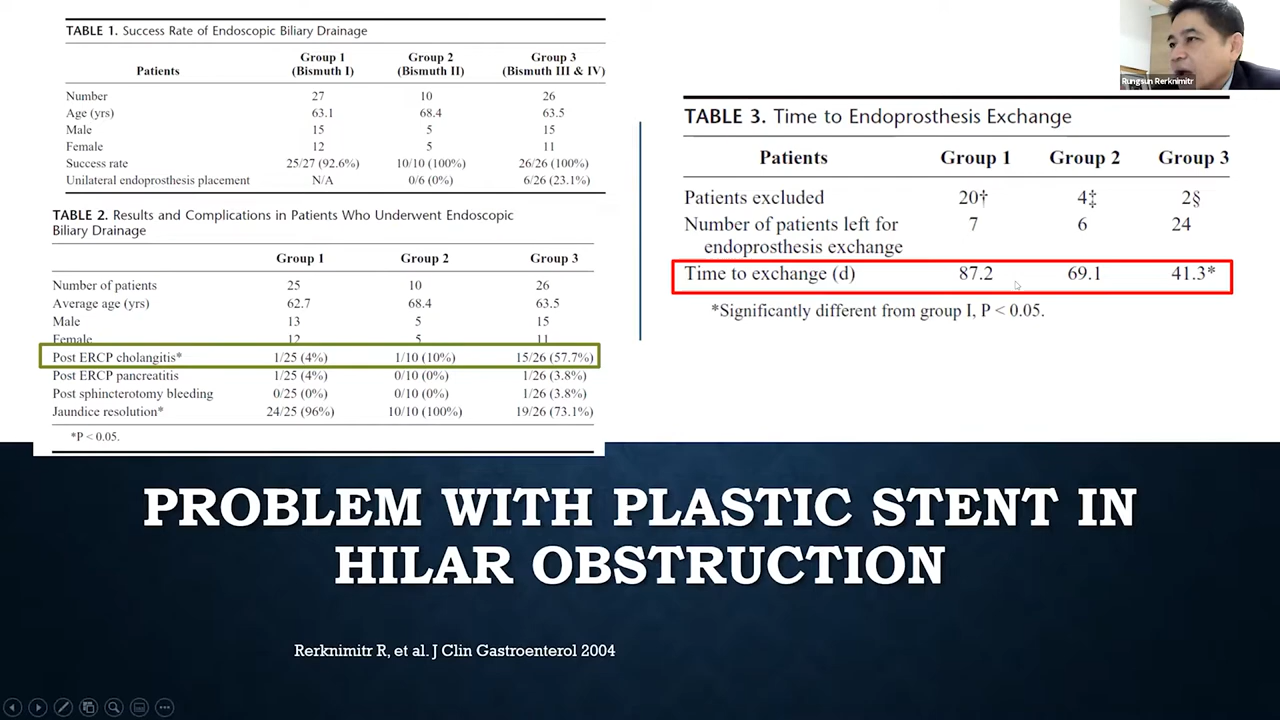 TABLE 1. Success Rate of Endoscopic Biliary Drainage
Patients Group 1 (Bismuth I) Group 2 (Bismuth II) Group 3 (Bismuth III & IV)
Number 27 10 26
Age (yrs) 63.1 68.4 63.5
Male 15 5 15
Female 12 5 11
Success rate 25/27 (92.6%) 10/10 (100%) 26/26 (100%)
Unilateral endoprosthesis placement N/A 0/6 (0%) 6/26 (23.1%)
TABLE 2. Results and Complications in Patients Who Underwent Endoscopic
Biliary Drainage
Group 1 Group 2 Group 3
Number of patients 25 10 26
Average age (yrs) 62.7 68.4 63.5
Male 13 5 15
Female 12 5 11
Post ERCP cholangitis* 1/25 (4%) 1/10 (10%) 15/26 (57.7%)
Post ERCP pancreatitis 1/25 (4%) 0/10 (0%) 1/26 (3.8%)
Post sphincterotomy bleeding 0/25 (0%) 0/10 (0%) 1/26 (3.8%)
Jaundice resolution* 24/25 (96%) 10/10 (100%) 19/26 (73.1%)
*P < 0.05.
Rungsun Rerknimitr
TABLE 3. Time to Endoprosthesis Exchange
Patients Group 1 Group 2 Group 3
Patients excluded 20† 4‡ 2§
Number of patients left for 7 6 24
endoprosthesis exchange
Time to exchange (d) 87.2 69.1 41.3*
*Significantly different from group I, P < 0.05.
PROBLEM WITH PLASTIC STENT IN
HILAR OBSTRUCTION
Rerknimitr R, et al. J Clin Gastroenterol 2004